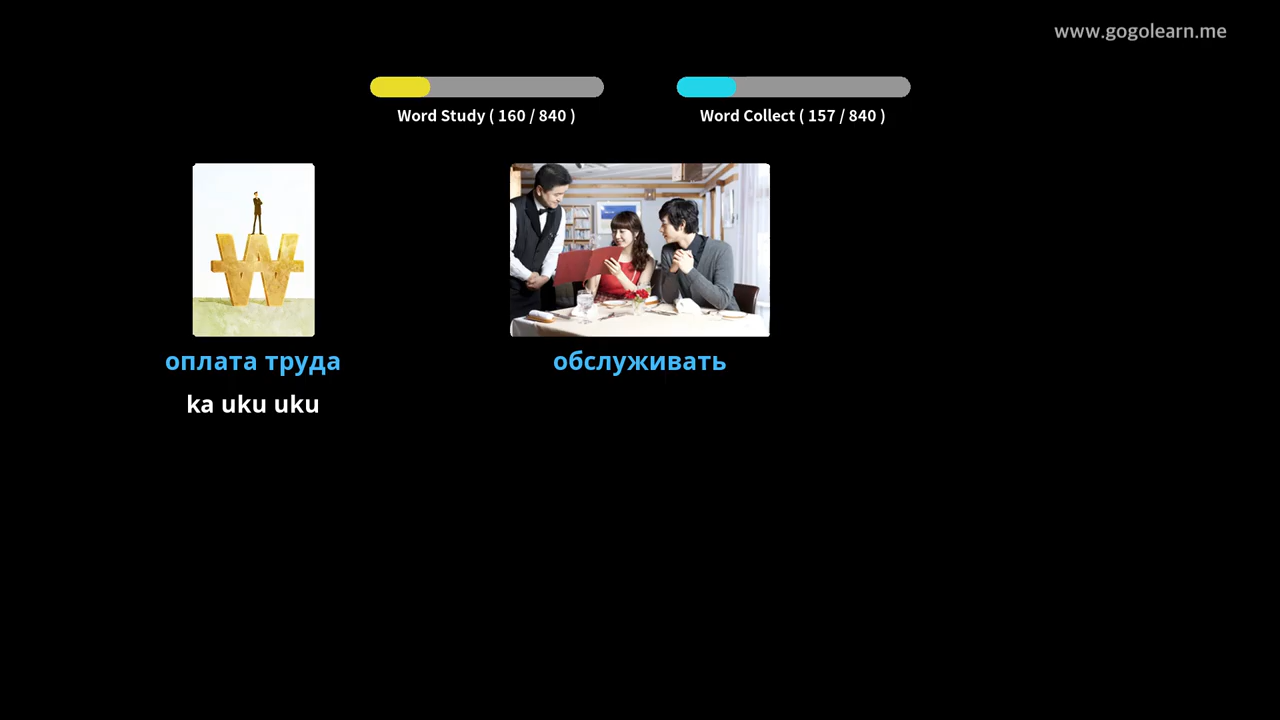 www.gogolearn.me
Word Study ( 160 / 840 )
Word Collect ( 157 / 840 )
оплата труда
ka uku uku
обслуживать